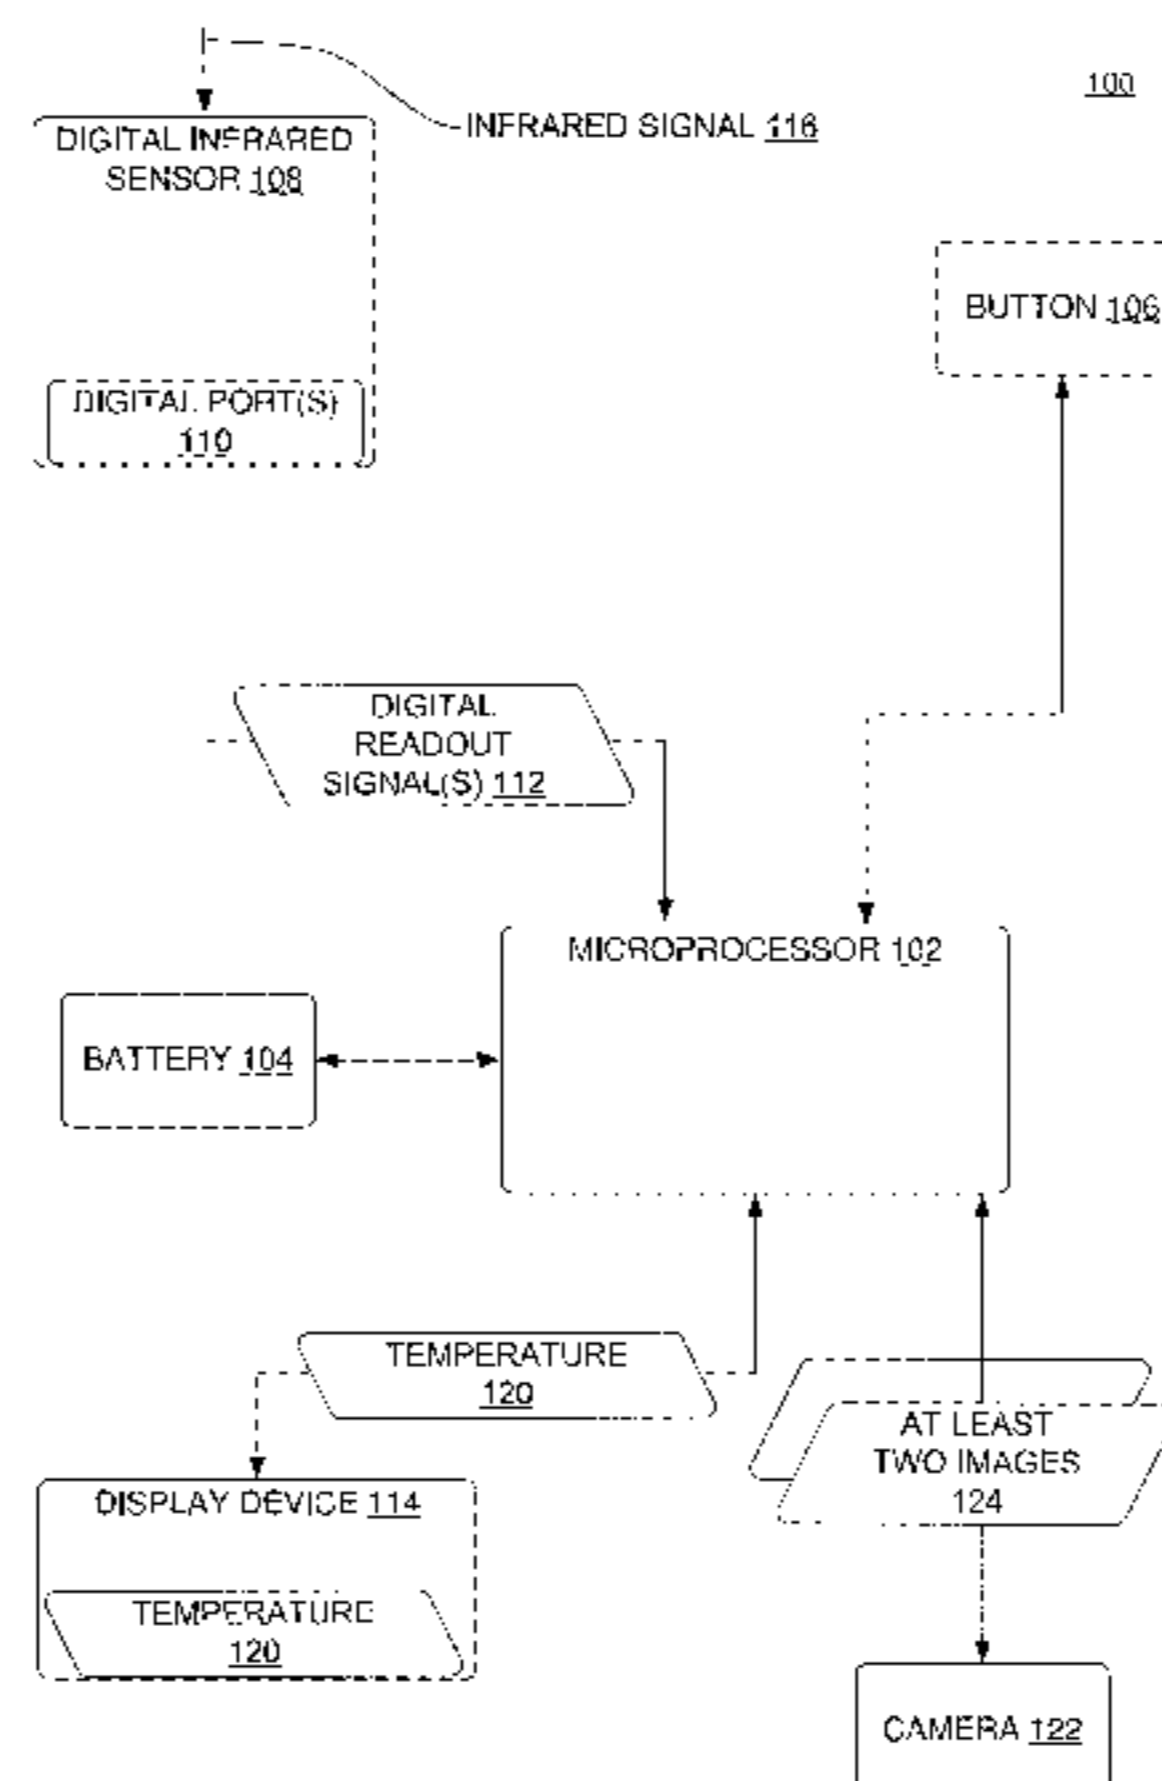 100
INFRARED SIGNAL 116
DIGITAL INFRARED
SENSOR 108
BUTTON 106
DIGITAL PORT(S)
110
DIGITAL
READOUT
SIGNAL(S) 112
MICROPROCESSOR 102
BATTERY 104
TEMPERATURE
120
AT LEAST
TWO IMAGES
124
DISPLAY DEVICE 114
TEMPERATURE
120
CAMERA 122